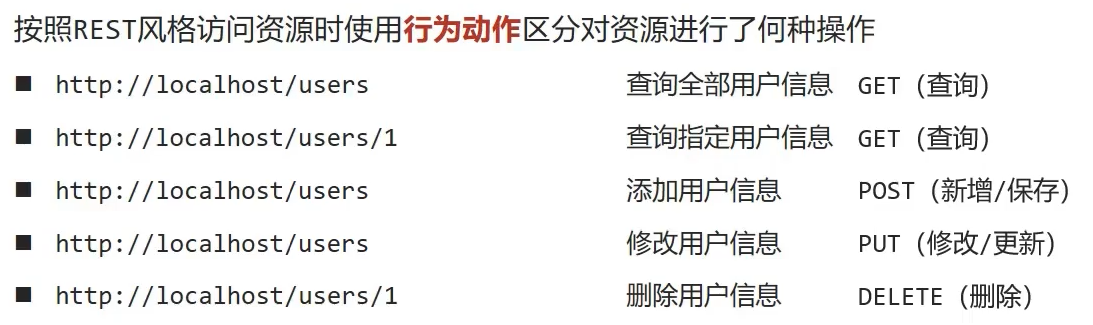 按照REST风格访问资源时使用行为动作区分对资源进行了何种操作
■ http://localhost/users 查询全部用户信息 GET（查询）
■ http://localhost/users/1 查询指定用户信息 GET（查询）
■ http://localhost/users 添加用户信息 POST（新增/保存）
■ http://localhost/users 修改用户信息 PUT（修改/更新）
■ http://localhost/users/1 删除用户信息 DELETE（删除）